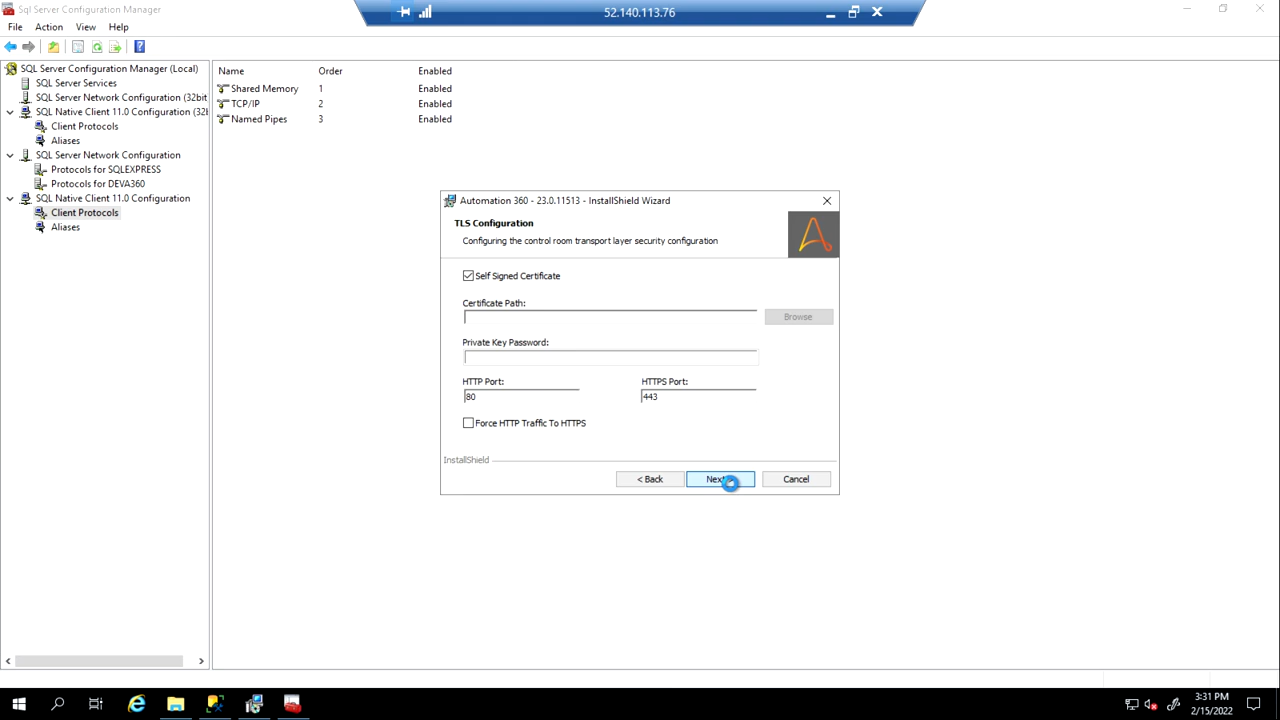 Sql Server Configuration Manager
52.140.113.76
File Action View Help
SQL Server Configuration Manager (Local)
SQL Server Services
SQL Server Network Configuration (32bit
SQL Native Client 11.0 Configuration (32b
Client Protocols
Aliases
SQL Server Network Configuration
Protocols for SQLEXPRESS
Protocols for DEVA360
SQL Native Client 11.0 Configuration
Client Protocols
Aliases
Name Order Enabled
Shared Memory 1 Enabled
TCP/IP 2 Enabled
Named Pipes 3 Enabled
Automation 360 - 23.0.11513 - InstallShield Wizard
TLS Configuration
Configuring the control room transport layer security configuration
Self Signed Certificate
Certificate Path:
Browse
Private Key Password:
HTTP Port: HTTPS Port:
80 443
Force HTTP Traffic To HTTPS
InstallShield
< Back Next Cancel
3:31 PM
2/15/2022